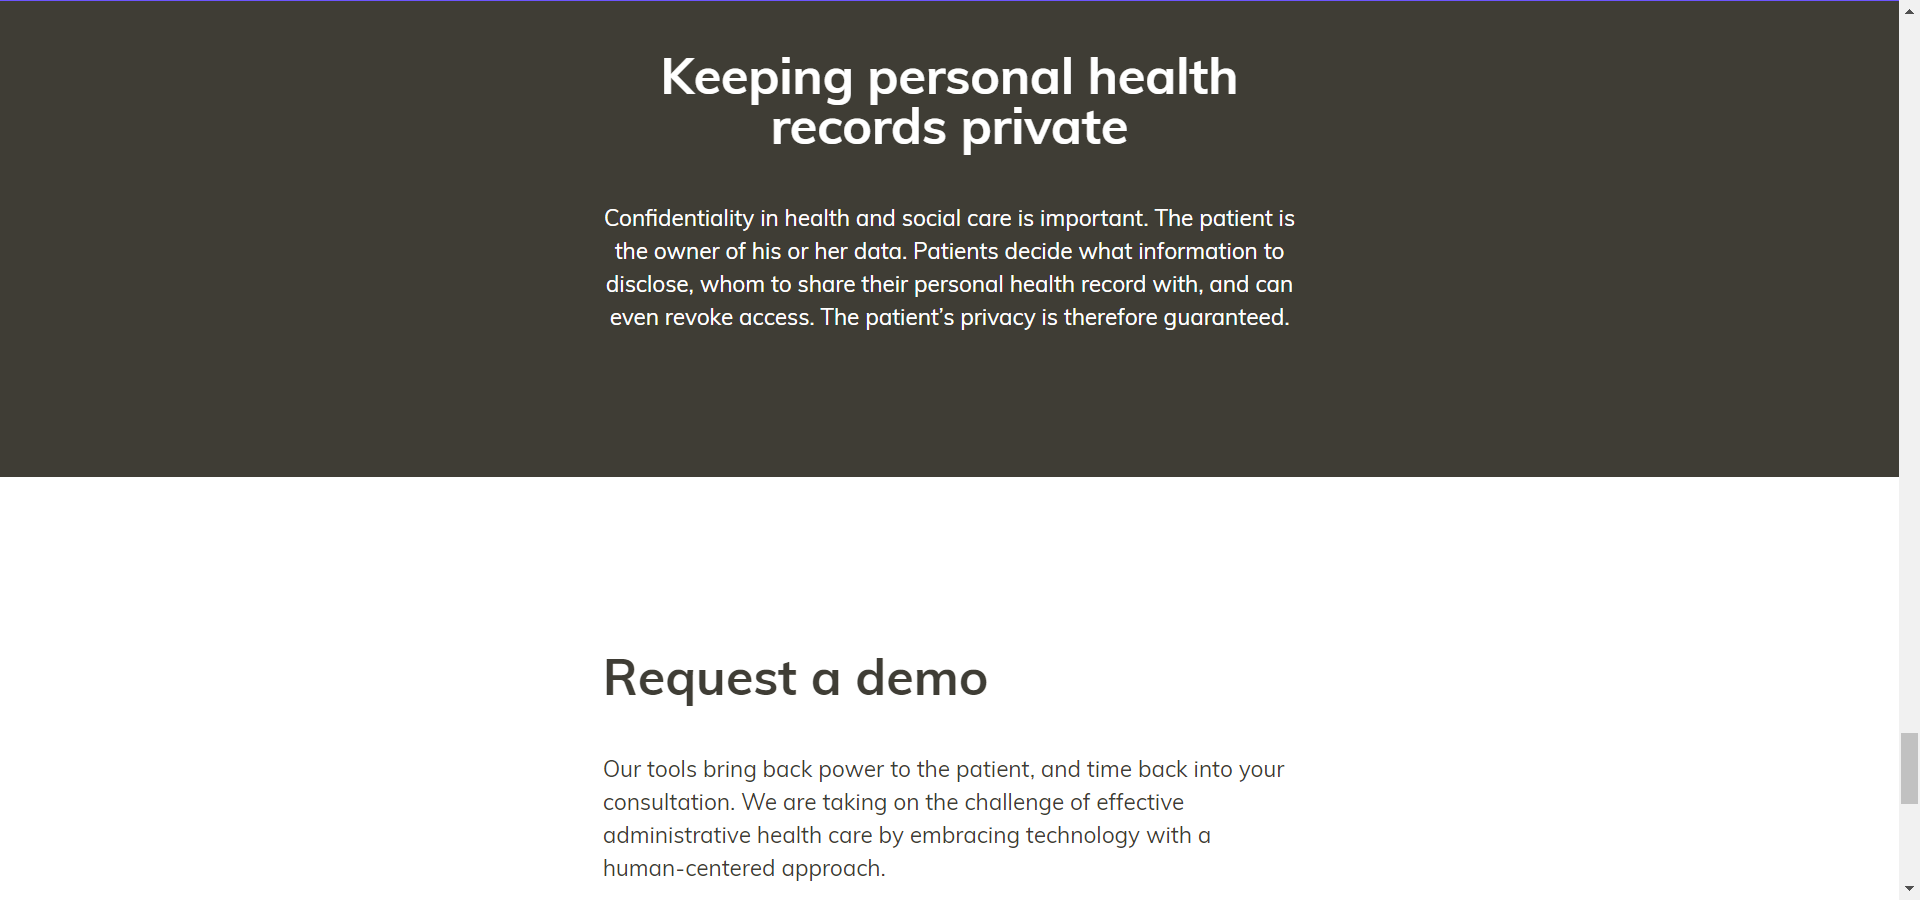 Keeping personal health
records private
Confidentiality in health and social care is important. The patient is
the owner of his or her data. Patients decide what information to
disclose, whom to share their personal health record with, and can
even revoke access. The patient’s privacy is therefore guaranteed.
Request a demo
Our tools bring back power to the patient, and time back into your
consultation. We are taking on the challenge of effective
administrative health care by embracing technology with a
human-centered approach.